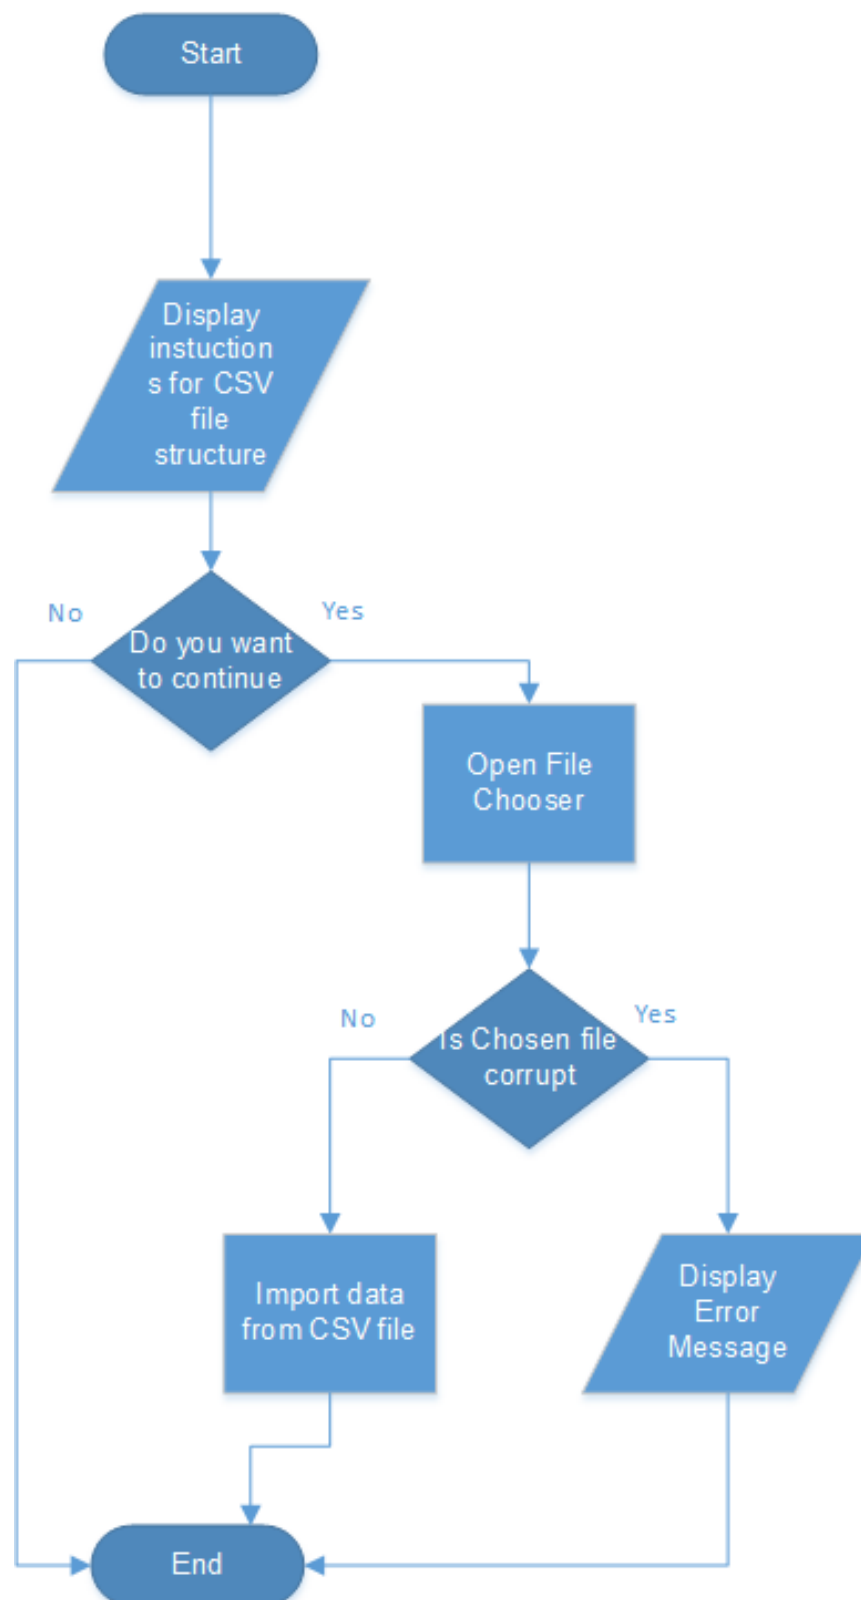 Start
Display
instuction
s for CSV
file
structure
No
Yes
Do you want
to continue
Open File
Chooser
No
Yes
Is Chosen file
corrupt
Import data
from CSV file
Display
Error
Message
End